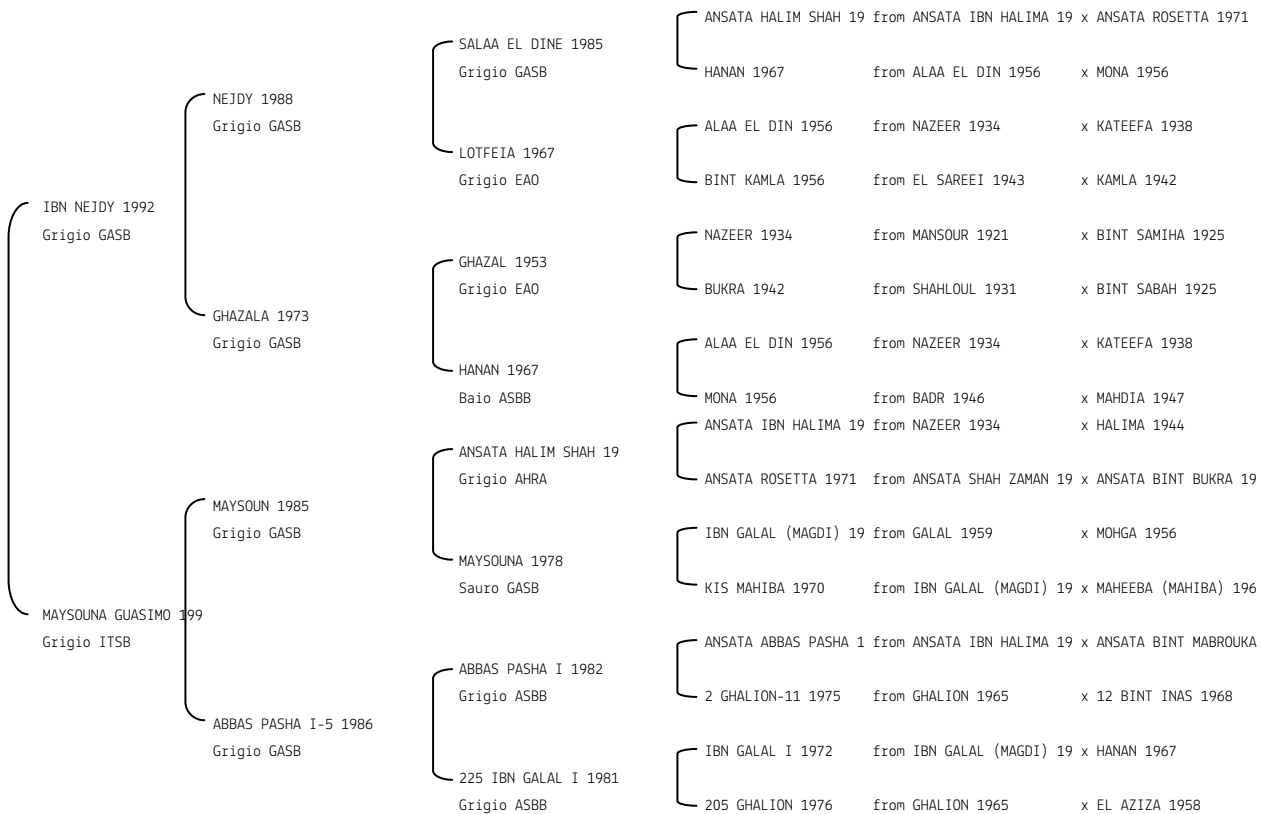 ANSATA HALIM SHAH 19 from ANSATA IBN HALIMA 19 x ANSATA ROSETTA 1971
SALAA EL DINE 1985
Grigio GASB
HANAN 1967 from ALAA EL DIN 1956 x MONA 1956
NEJDY 1988
Grigio GASB
ALAA EL DIN 1956 from NAZEER 1934 x KATEEFA 1938
LOTFEIA 1967
Grigio EAO
BINT KAMLA 1956 from EL SAREEI 1943 x KAMLA 1942
IBN NEJDY 1992
Grigio GASB
NAZEER 1934 from MANSOUR 1921 x BINT SAMIHA 1925
GHAZAL 1953
Grigio EAO
BUKRA 1942 from SHAHLOUL 1931 x BINT SABAH 1925
GHAZALA 1973
Grigio GASB
ALAA EL DIN 1956 from NAZEER 1934 x KATEEFA 1938
HANAN 1967
Baio ASBB
MONA 1956 from BADR 1946 x MAHDIA 1947
ANSATA IBN HALIMA 19 from NAZEER 1934 x HALIMA 1944
ANSATA HALIM SHAH 19
Grigio AHRA
ANSATA ROSETTA 1971 from ANSATA SHAH ZAMAN 19 x ANSATA BINT BUKRA 19
MAYSOUN 1985
Grigio GASB
IBN GALAL (MAGDI) 19 from GALAL 1959 x MOHGA 1956
MAYSOUNA 1978
Sauro GASB
KIS MAHIBA 1970 from IBN GALAL (MAGDI) 19 x MAHEEBA (MAHIBA) 196
MAYSOUNA GUASIMO 199
Grigio ITSB
ANSATA ABBAS PASHA 1 from ANSATA IBN HALIMA 19 x ANSATA BINT MABROUKA
ABBAS PASHA I 1982
Grigio ASBB
2 GHALION-11 1975 from GHALION 1965 x 12 BINT INAS 1968
ABBAS PASHA I-5 1986
Grigio GASB
IBN GALAL I 1972 from IBN GALAL (MAGDI) 19 x HANAN 1967
225 IBN GALAL I 1981
Grigio ASBB
205 GHALION 1976 from GHALION 1965 x EL AZIZA 1958